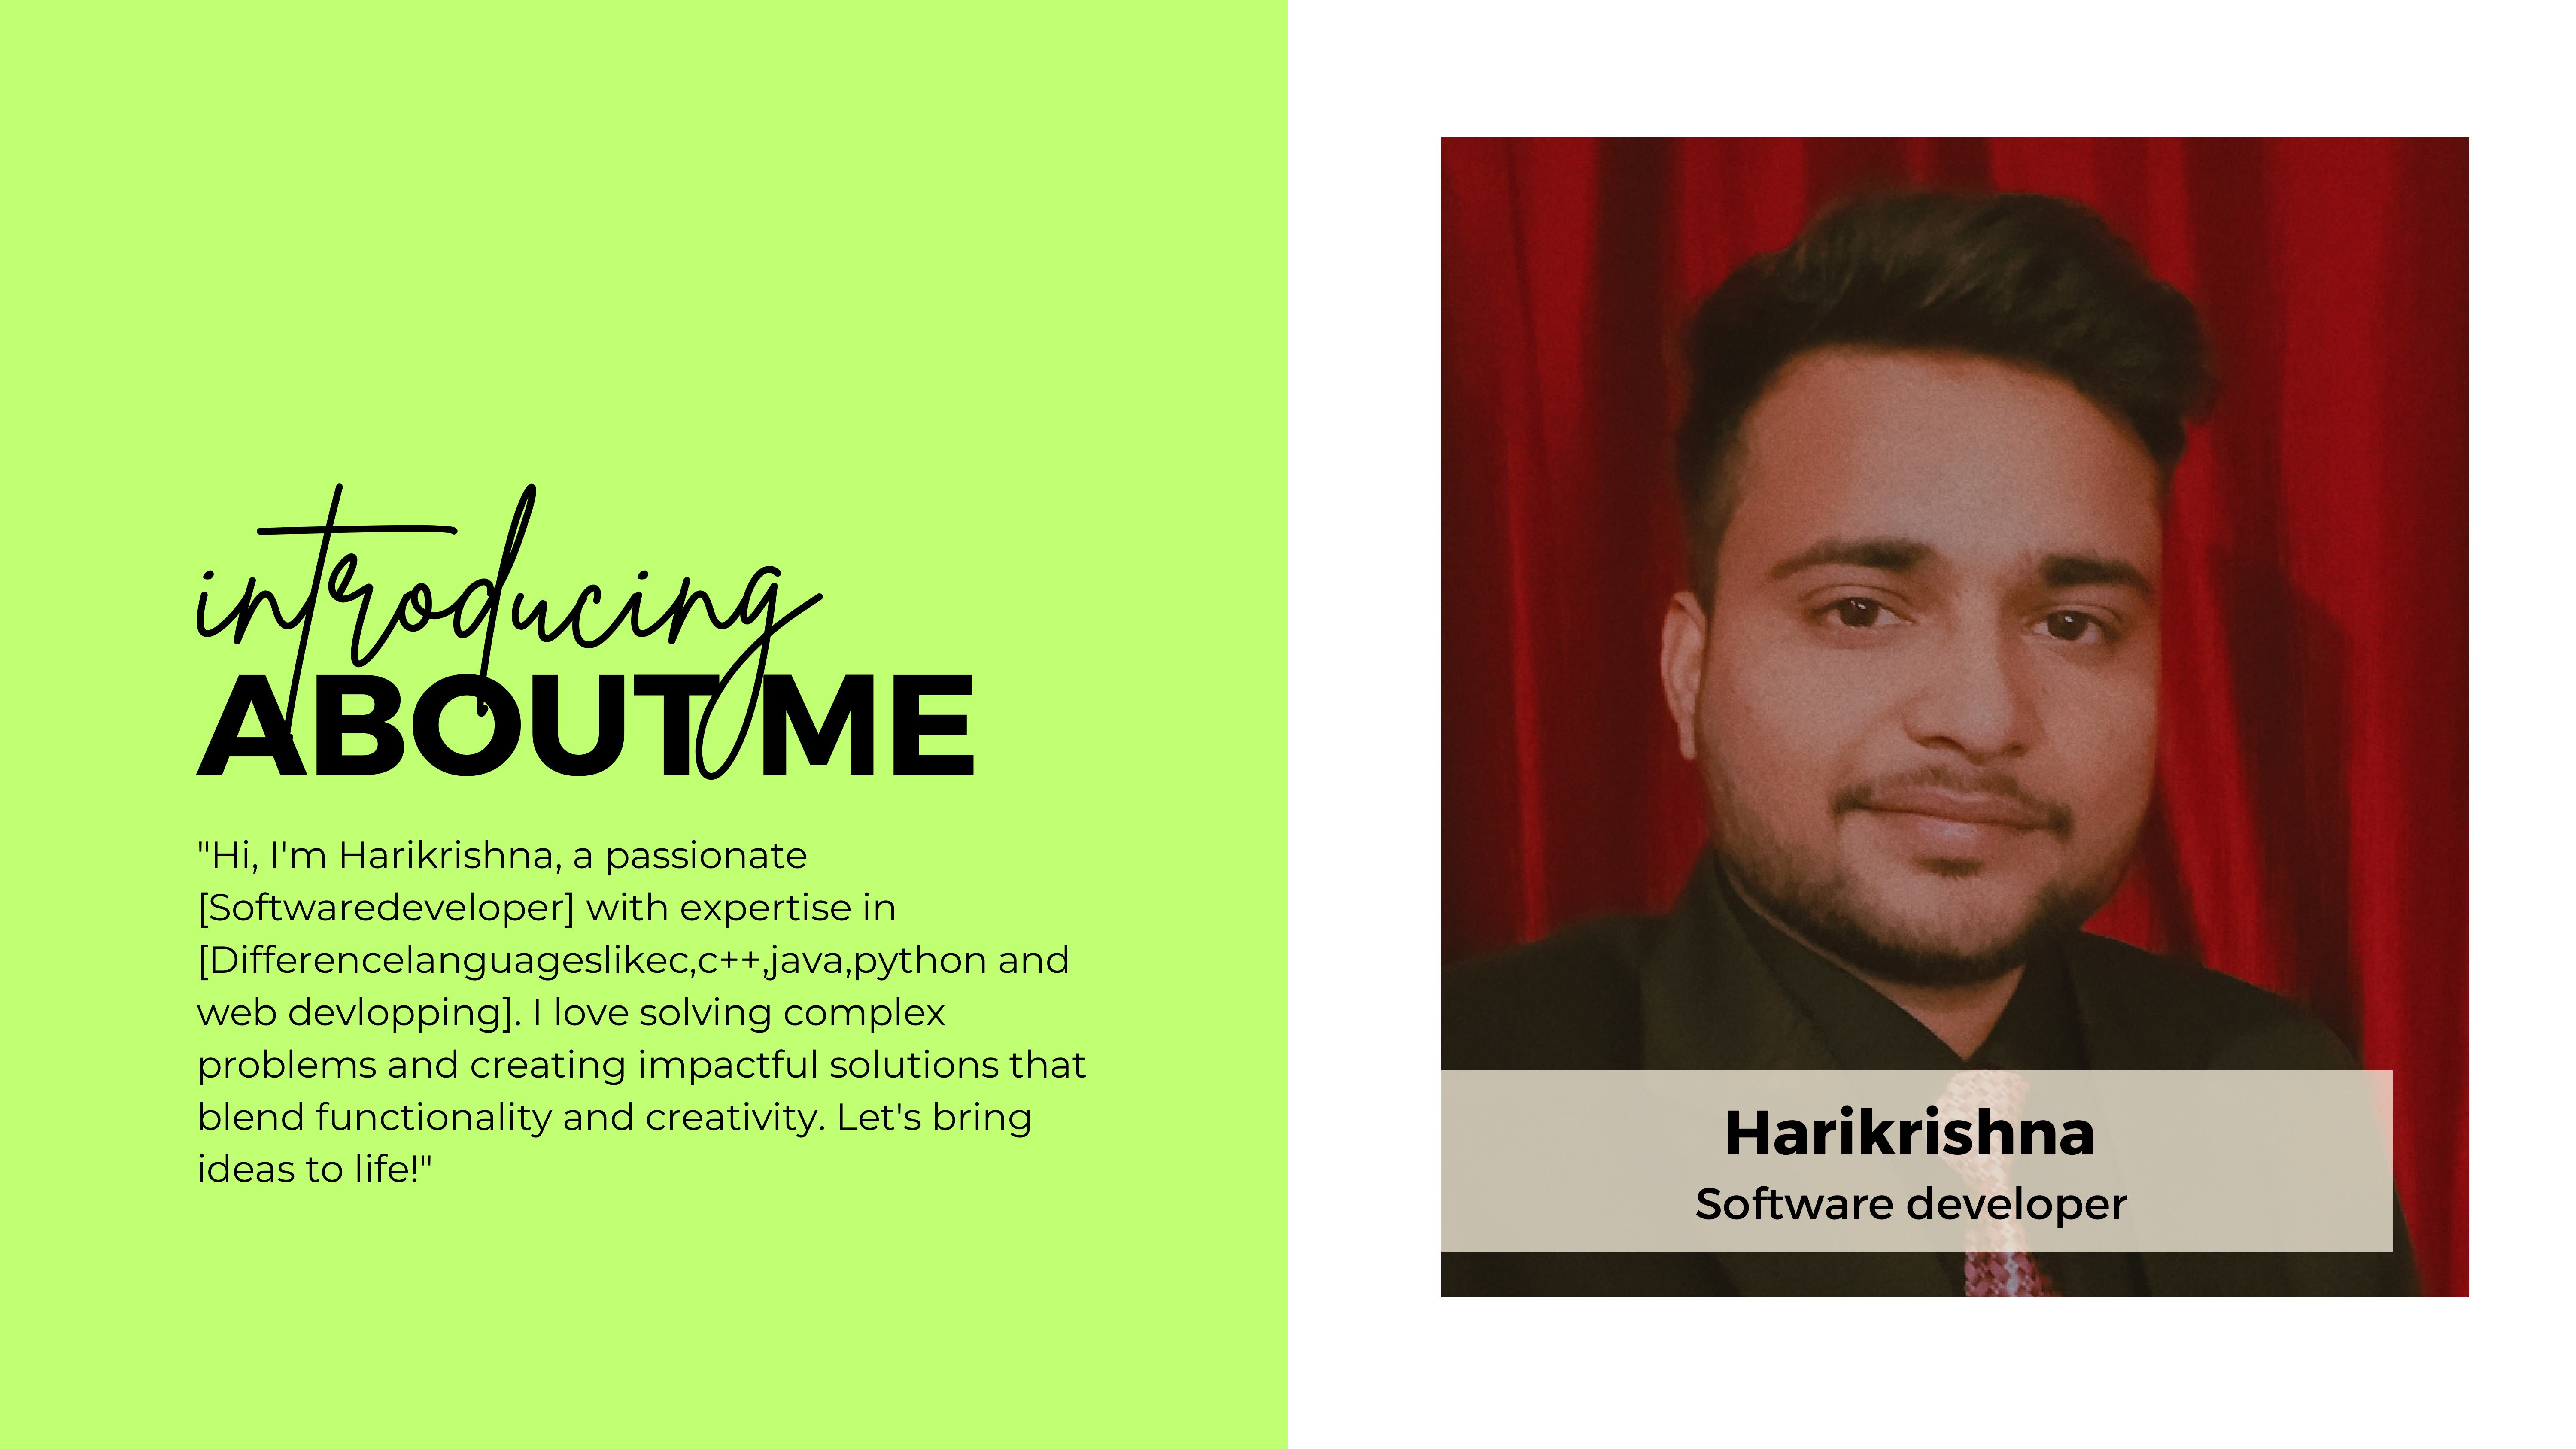 introducing
ABOUT ME
"Hi, I'm Harikrishna, a passionate
[Softwaredeveloper] with expertise in
[Differencelanguageslikec,c++,java,python and
web devlopping]. I love solving complex
problems and creating impactful solutions that
blend functionality and creativity. Let's bring
ideas to life!"
Harikrishna
Software developer